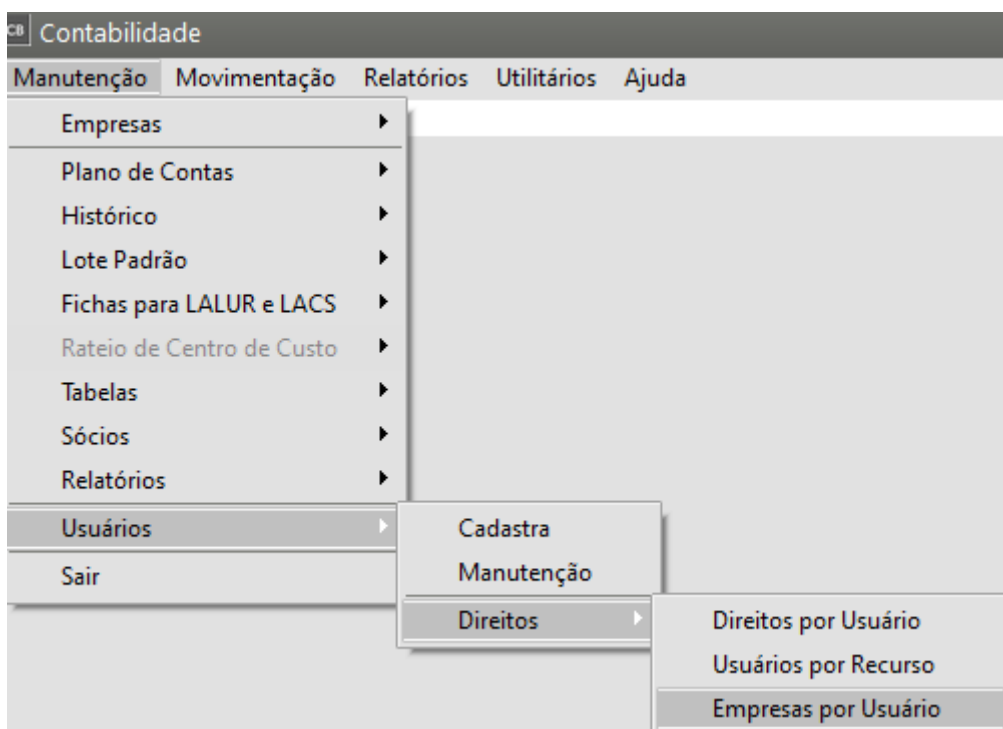 CB Contabilidade
Manutenção Movimentação Relatórios Utilitários Ajuda
Empresas
Plano de Contas
Histórico
Lote Padrão
Fichas para LALUR e LACS
Rateio de Centro de Custo
Tabelas
Sócios
Relatórios
Usuários
Sair
Cadastra
Manutenção
Direitos
Direitos por Usuário
Usuários por Recurso
Empresas por Usuário